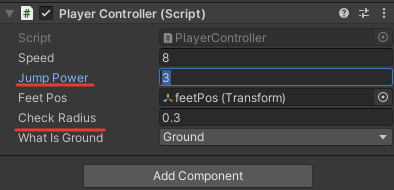 Player Controller (Script)
Script PlayerController
Speed 8
Jump Power 3
Feet Pos feetPos (Transform)
Check Radius 0.3
What Is Ground Ground
Add Component